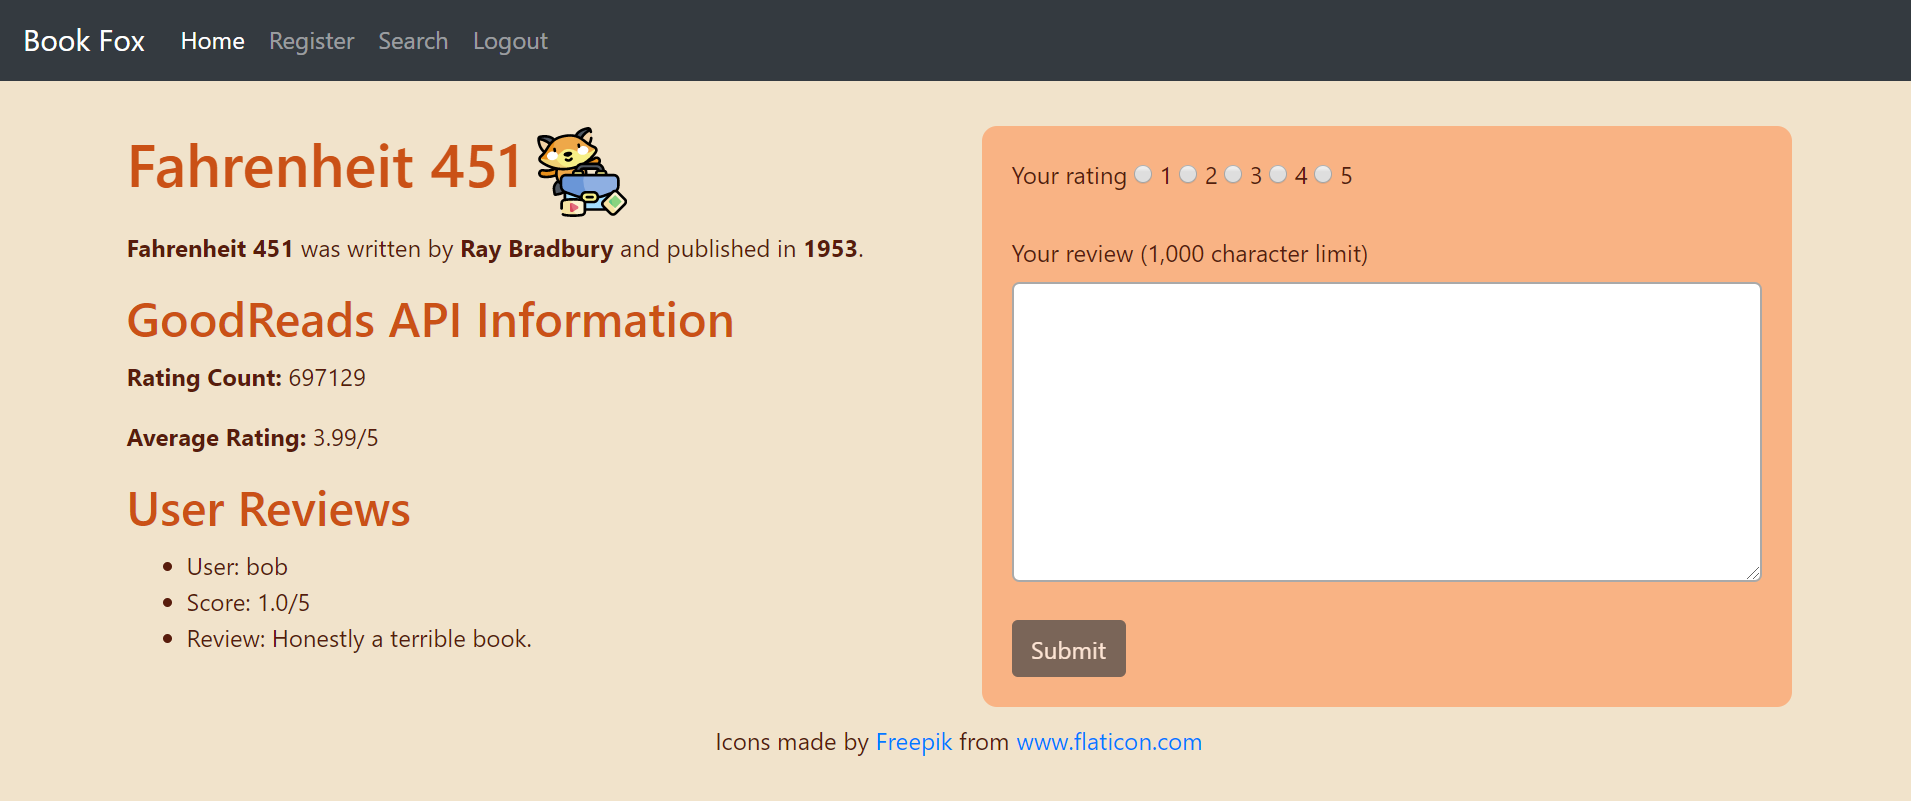 Book Fox Home Register Search Logout
Fahrenheit 451
Fahrenheit 451 was written by Ray Bradbury and published in 1953.
GoodReads API Information
Rating Count: 697129
Average Rating: 3.99/5
User Reviews
User: bob
Score: 1.0/5
Review: Honestly a terrible book.
Your rating 1 2 3 4 5
Your review (1,000 character limit)
Submit
Icons made by Freepik from www.flaticon.com